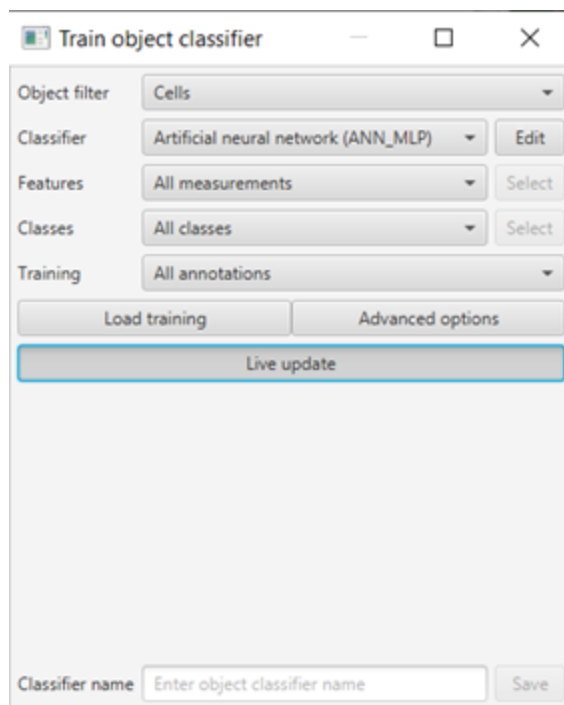 Train object classifier
Object filter Cells
Classifier Artificial neural network (ANN_MLP) Edit
Features All measurements Select
Classes All classes Select
Training All annotations
Load training Advanced options
Live update
Classifier name Enter object classifier name Save